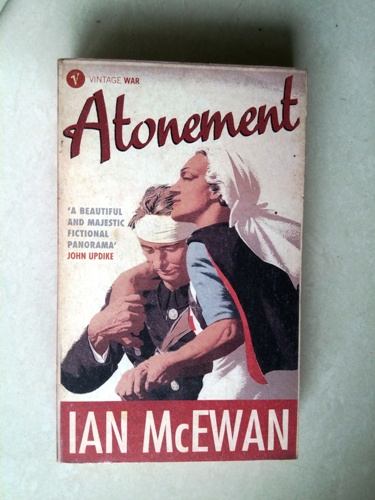 V VINTAGE WAR
Atonement
'A BEAUTIFUL
AND MAJESTIC
FICTIONAL
PANORAMA'
JOHN UPDIKE
IAN McEWAN